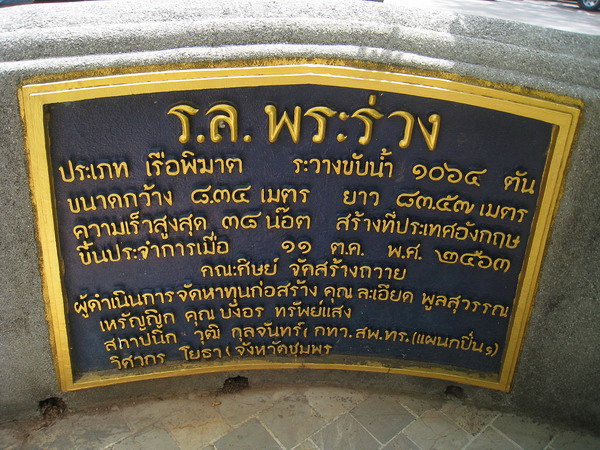 ร.ล. พระร่วง
ประเภท เรือพิฆาต ระวางขับน้ำ ๑๐๖๔ ตัน
ขนาดกว้าง ๘.๓๔ เมตร ยาว ๘๓.๕๗ เมตร
ความเร็วสูงสุด ๓๘ น๊อต สร้างที่ประเทศอังกฤษ
ขึ้นประจำการเมื่อ ๑๑ ต.ค. พ.ศ. ๒๔๖๓
คณะศิษย์ จัดสร้างถวาย
ผู้ดำเนินการจัดหาทุนก่อสร้าง คุณ ละเอียด พูลสุวรรณ
เหรัญญิก คุณ บังอร ทรัพย์แสง
สถาปนิก วุฒิ กุลจันทร์ ( กทว.สพ.ทร. (แผนกปืน ๑)
วิศวกร โยธา ( จังหวัดชุมพร